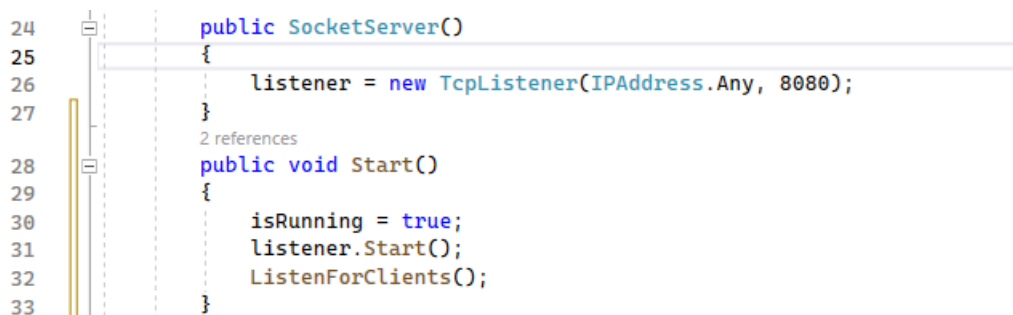 24 public SocketServer()
25 {
26 listener = new TcpListener(IPAddress.Any, 8080);
27 }
2 references
28 public void Start()
29 {
30 isRunning = true;
31 listener.Start();
32 ListenForClients();
33 }